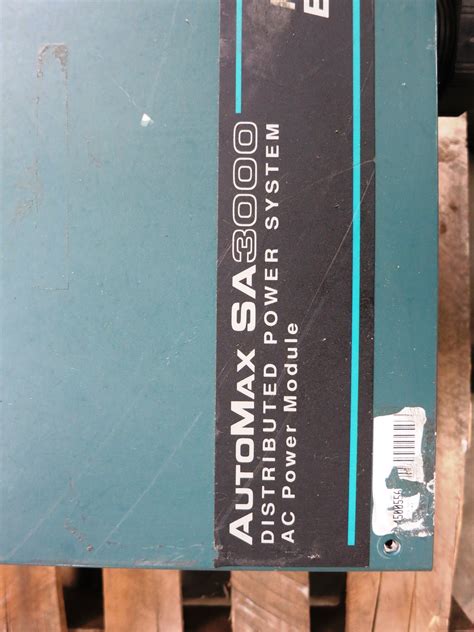 AUTOMAX SA3000
DISTRIBUTED POWER SYSTEM
AC Power Module